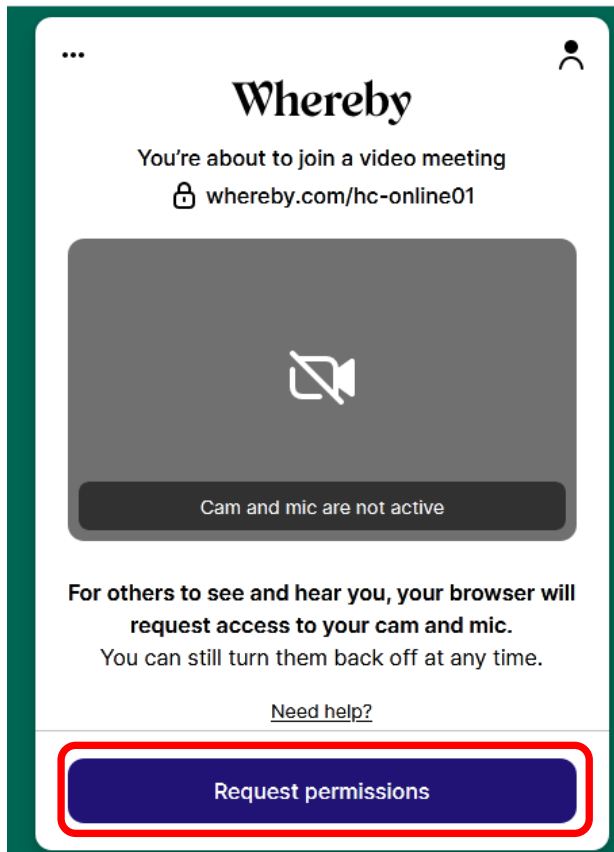 Whereby
You're about to join a video meeting
whereby.com/hc-online01
Cam and mic are not active
For others to see and hear you, your browser will
request access to your cam and mic.
You can still turn them back off at any time.
Need help?
Request permissions